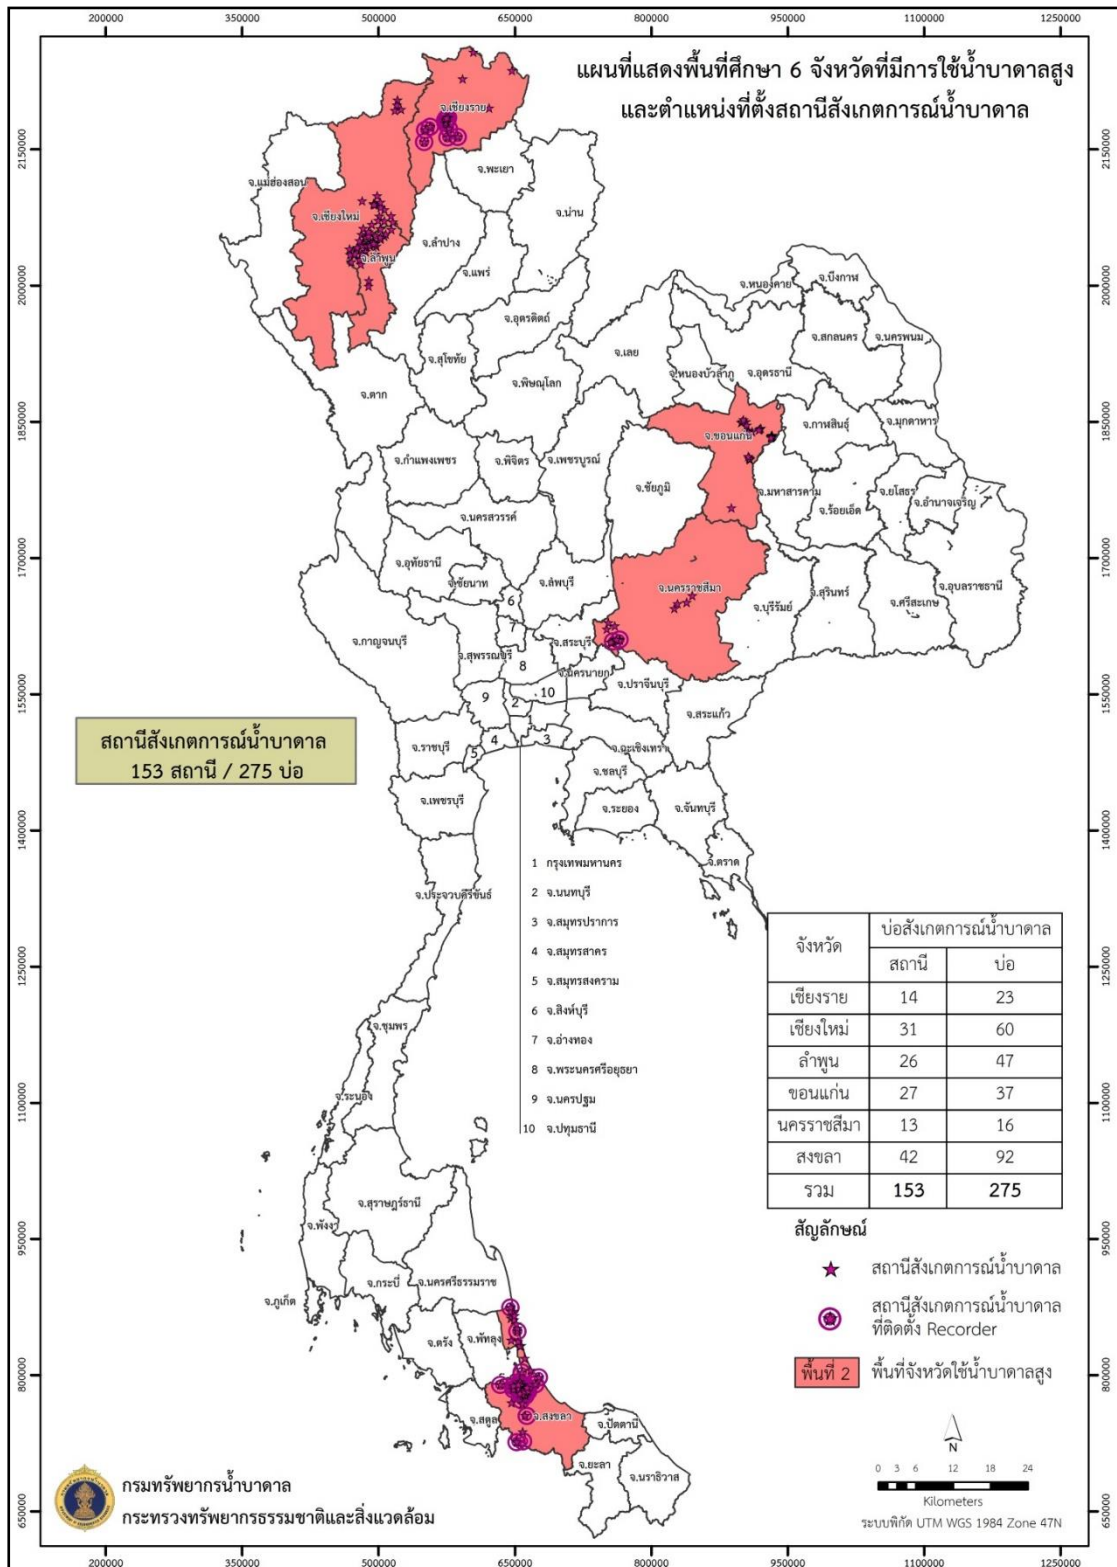 200000 350000 500000 650000 800000 950000 1100000 1250000
แผนที่แสดงพื้นที่ศึกษา 6 จังหวัดที่มีการใช้น้ำบาดาลสูง
และตำแหน่งที่ตั้งสถานีสังเกตการณ์น้ำบาดาล
2150000 2150000
2000000 2000000
1850000 1850000
1700000 1700000
1550000 1550000
1400000 1400000
1250000 1250000
1100000 1100000
950000 950000
800000 800000
650000 650000
จ.เชียงราย
จ.พะเยา
จ.แม่ฮ่องสอน
จ.น่าน
จ.เชียงใหม่
จ.ลำปาง
จ.ลำพูน
จ.แพร่
จ.บึงกาฬ
จ.หนองคาย
จ.อุตรดิตถ์
จ.สกลนคร
จ.นครพนม
จ.เลย
จ.สุโขทัย
จ.หนองบัวลำภู
จ.อุดรธานี
จ.พิษณุโลก
จ.ตาก
จ.ขอนแก่น
จ.กาฬสินธุ์
จ.มุกดาหาร
จ.กำแพงเพชร
จ.พิจิตร
จ.เพชรบูรณ์
จ.ชัยภูมิ
จ.มหาสารคาม
จ.ยโสธร
จ.ร้อยเอ็ด
จ.อำนาจเจริญ
จ.นครสวรรค์
จ.อุทัยธานี
จ.ชัยนาท
จ.ลพบุรี
จ.นครราชสีมา
จ.บุรีรัมย์
จ.สุรินทร์
จ.ศรีสะเกษ
จ.อุบลราชธานี
6
7
จ.กาญจนบุรี
จ.สุพรรณบุรี
จ.สระบุรี
8
จ.นครนายก
จ.ปราจีนบุรี
9
2
10
จ.สระแก้ว
สถานีสังเกตการณ์น้ำบาดาล
153 สถานี / 275 บ่อ
จ.ราชบุรี
5
4
3
จ.ฉะเชิงเทรา
จ.ชลบุรี
จ.เพชรบุรี
จ.ระยอง
จ.จันทบุรี
จ.ตราด
จ.ประจวบคีรีขันธ์
1 กรุงเทพมหานคร
2 จ.นนทบุรี
3 จ.สมุทรปราการ
4 จ.สมุทรสาคร
5 จ.สมุทรสงคราม
6 จ.สิงห์บุรี
7 จ.อ่างทอง
8 จ.พระนครศรีอยุธยา
9 จ.นครปฐม
10 จ.ปทุมธานี
จังหวัด บ่อสังเกตการณ์น้ำบาดาล
สถานี บ่อ
เชียงราย 14 23
เชียงใหม่ 31 60
ลำพูน 26 47
ขอนแก่น 27 37
นครราชสีมา 13 16
สงขลา 42 92
รวม 153 275
จ.ชุมพร
จ.ระนอง
จ.สุราษฎร์ธานี
จ.พังงา
จ.กระบี่
จ.นครศรีธรรมราช
จ.ภูเก็ต
จ.ตรัง
จ.พัทลุง
จ.สตูล
จ.สงขลา
จ.ปัตตานี
จ.ยะลา
จ.นราธิวาส
สัญลักษณ์
สถานีสังเกตการณ์น้ำบาดาล
สถานีสังเกตการณ์น้ำบาดาล
ที่ติดตั้ง Recorder
พื้นที่ 2 พื้นที่จังหวัดใช้น้ำบาดาลสูง
N
0 3 6 12 18 24
Kilometers
ระบบพิกัด UTM WGS 1984 Zone 47N
กรมทรัพยากรน้ำบาดาล
กระทรวงทรัพยากรธรรมชาติและสิ่งแวดล้อม
200000 350000 500000 650000 800000 950000 1100000 1250000